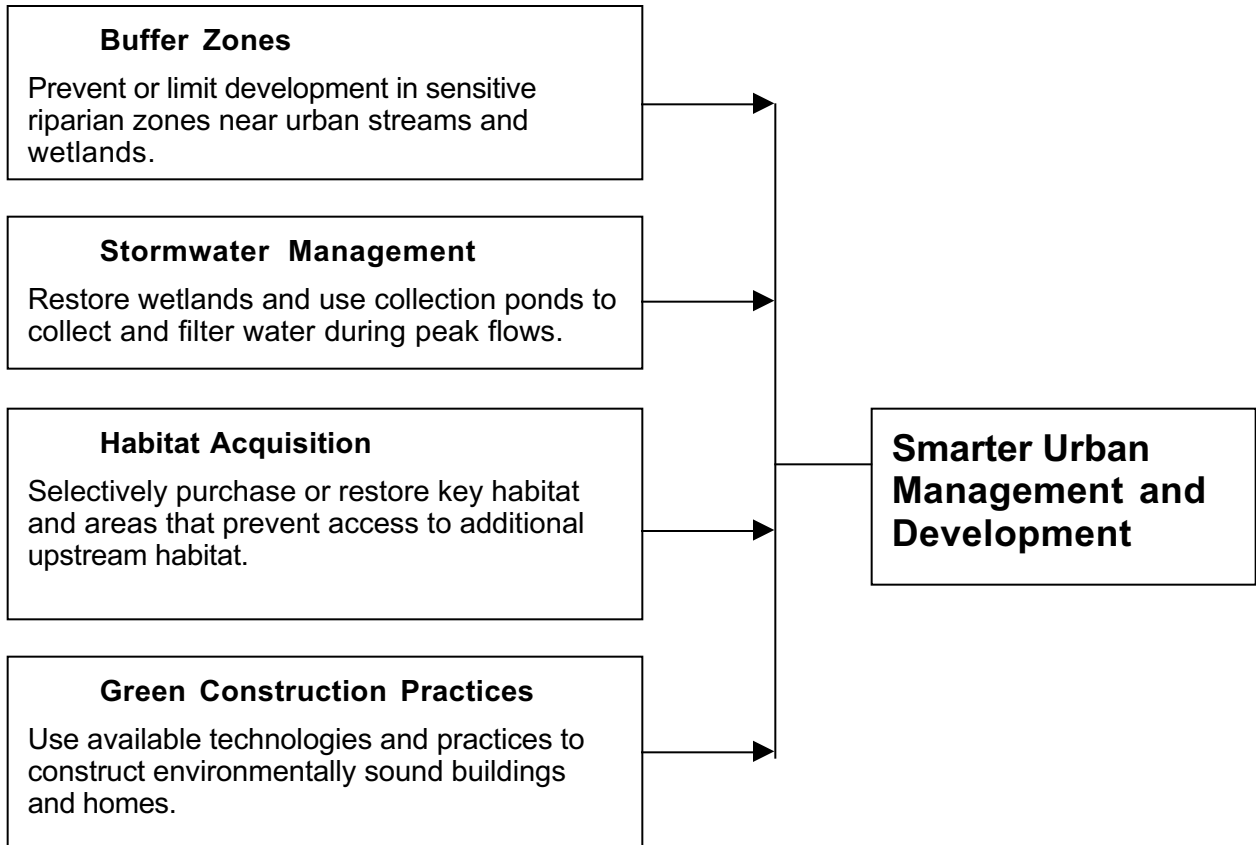 Buffer Zones
Prevent or limit development in sensitive
riparian zones near urban streams and
wetlands.
Stormwater Management
Restore wetlands and use collection ponds to
collect and filter water during peak flows.
Habitat Acquisition
Selectively purchase or restore key habitat
and areas that prevent access to additional
upstream habitat.
Green Construction Practices
Use available technologies and practices to
construct environmentally sound buildings
and homes.
Smarter Urban
Management and
Development